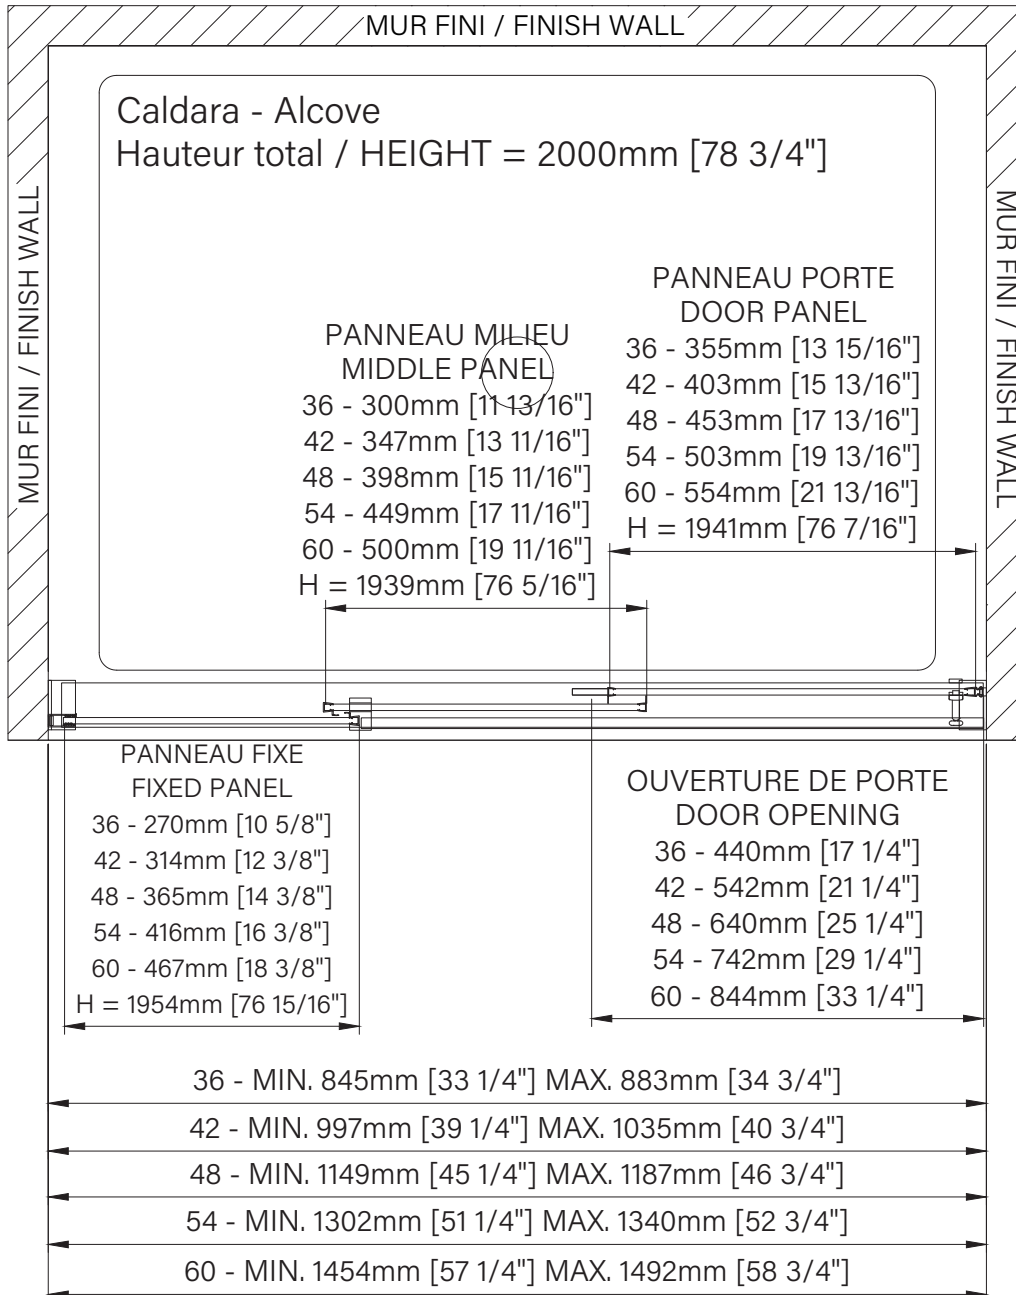 MUR FINI / FINISH WALL
Caldara - Alcove
Hauteur total / HEIGHT = 2000mm [78 3/4"]
MUR FINI / FINISH WALL
MUR FINI / FINISH WALL
PANNEAU MILIEU
MIDDLE PANEL
36 - 300mm [11 13/16"]
42 - 347mm [13 11/16"]
48 - 398mm [15 11/16"]
54 - 449mm [17 11/16"]
60 - 500mm [19 11/16"]
H = 1939mm [76 5/16"]
PANNEAU PORTE
DOOR PANEL
36 - 355mm [13 15/16"]
42 - 403mm [15 13/16"]
48 - 453mm [17 13/16"]
54 - 503mm [19 13/16"]
60 - 554mm [21 13/16"]
H = 1941mm [76 7/16"]
PANNEAU FIXE
FIXED PANEL
36 - 270mm [10 5/8"]
42 - 314mm [12 3/8"]
48 - 365mm [14 3/8"]
54 - 416mm [16 3/8"]
60 - 467mm [18 3/8"]
H = 1954mm [76 15/16"]
OUVERTURE DE PORTE
DOOR OPENING
36 - 440mm [17 1/4"]
42 - 542mm [21 1/4"]
48 - 640mm [25 1/4"]
54 - 742mm [29 1/4"]
60 - 844mm [33 1/4"]
36 - MIN. 845mm [33 1/4"] MAX. 883mm [34 3/4"]
42 - MIN. 997mm [39 1/4"] MAX. 1035mm [40 3/4"]
48 - MIN. 1149mm [45 1/4"] MAX. 1187mm [46 3/4"]
54 - MIN. 1302mm [51 1/4"] MAX. 1340mm [52 3/4"]
60 - MIN. 1454mm [57 1/4"] MAX. 1492mm [58 3/4"]